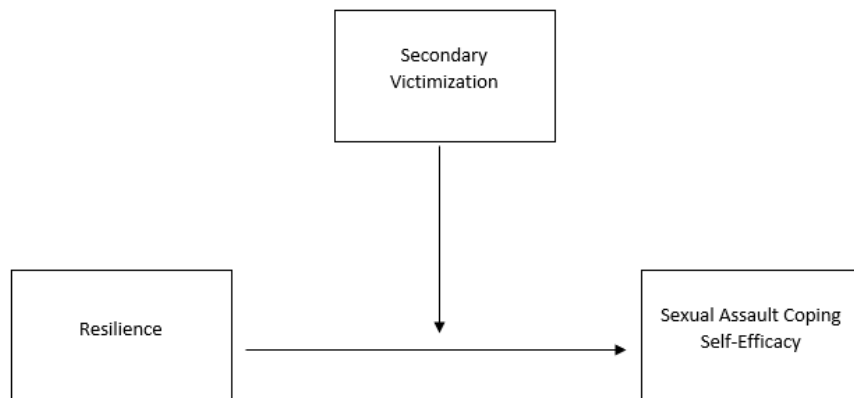 Secondary
Victimization
Resilience
Sexual Assault Coping
Self-Efficacy